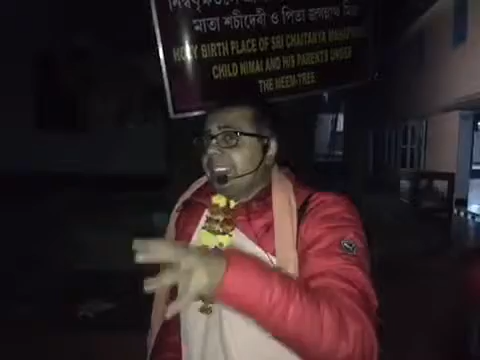 মাতা শচীদেবী ও পিতা জগন্নাথ মিশ্র
HOLY BIRTH PLACE OF SRI CHAITANYA
CHILD NIMAI AND HIS PARENTS UNDER
THE NEEM-TREE.